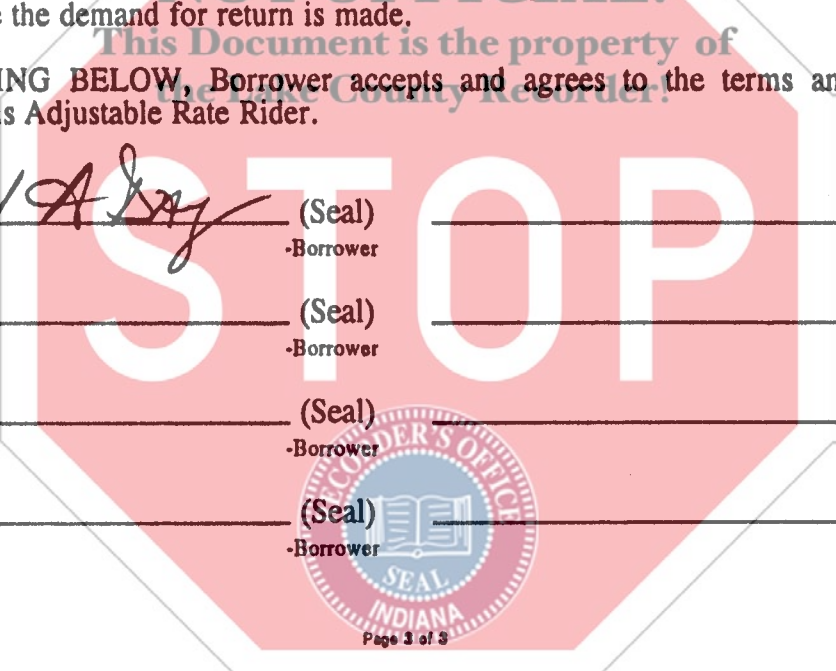 e the demand for return is made.
This Document is the property of
ING BELOW, Borrower accepts and agrees to the terms an
the Lake County Recorder!
is Adjustable Rate Rider.
STOP
A Gray (Seal)
-Borrower
(Seal)
-Borrower
(Seal)
-Borrower
(Seal)
-Borrower
RECORDER'S OFFICE
SEAL
INDIANA
Page 3 of 3